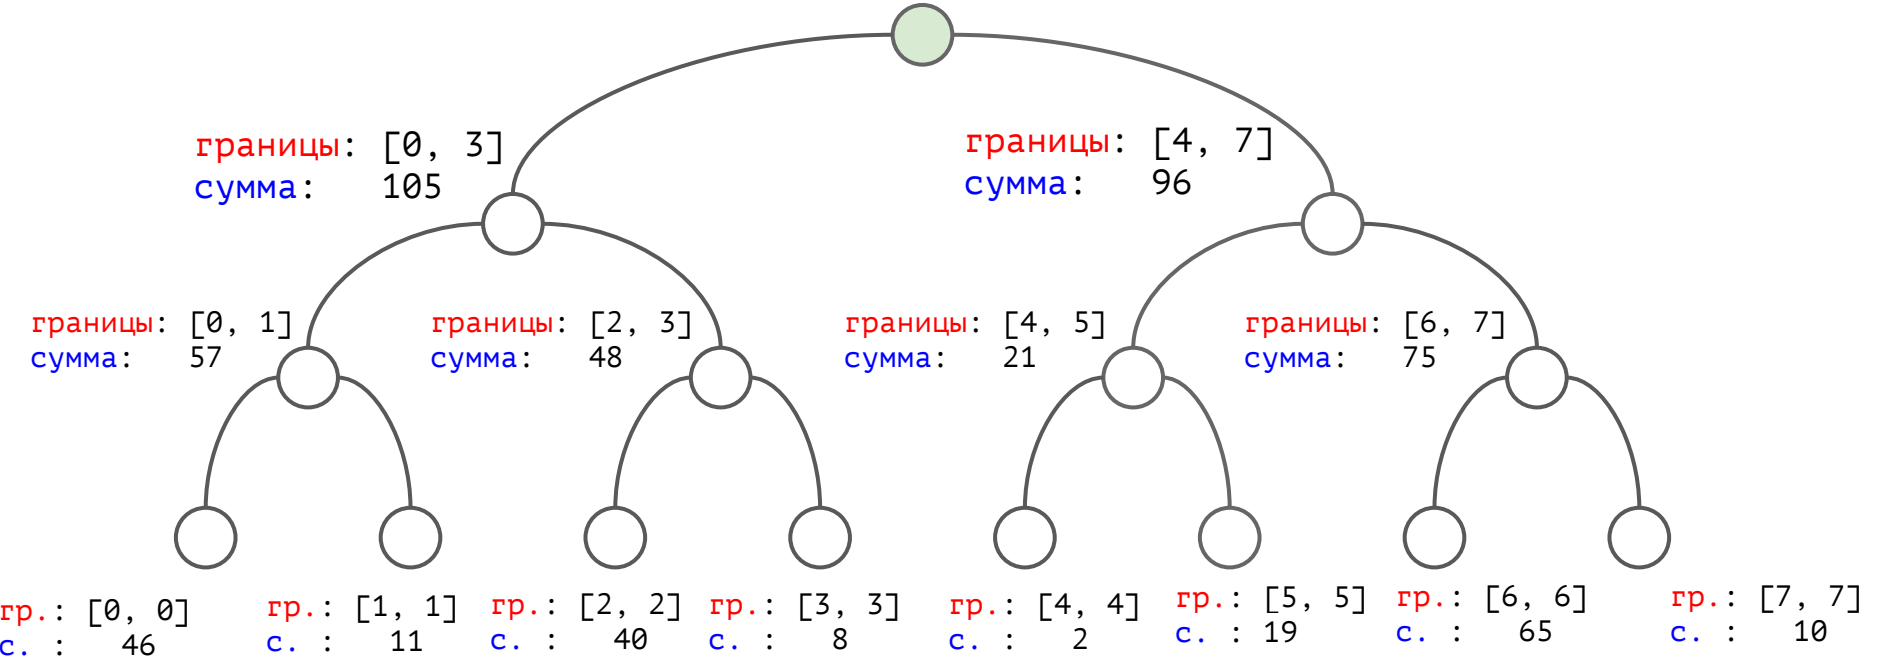 границы: [0, 3]
сумма: 105
границы: [4, 7]
сумма: 96
границы: [0, 1]
сумма: 57
границы: [2, 3]
сумма: 48
границы: [4, 5]
сумма: 21
границы: [6, 7]
сумма: 75
гр.: [0, 0]
с. : 46
гр.: [1, 1]
с. : 11
гр.: [2, 2]
с. : 40
гр.: [3, 3]
с. : 8
гр.: [4, 4]
с. : 2
гр.: [5, 5]
с. : 19
гр.: [6, 6]
с. : 65
гр.: [7, 7]
с. : 10